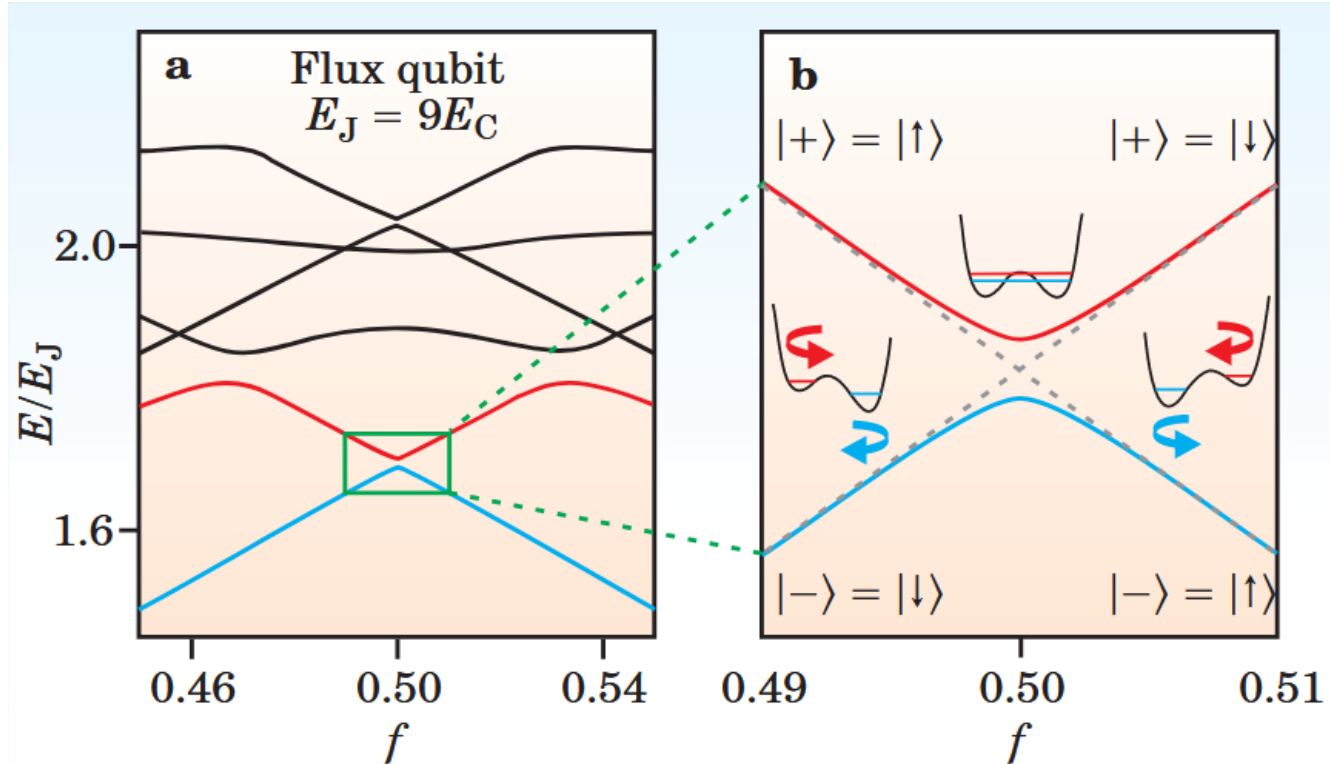 a
Flux qubit
E_J = 9E_C
2.0
1.6
E/E_J
0.46
0.50
0.54
f
b
|+⟩ = |↑⟩
|+⟩ = |↓⟩
|−⟩ = |↓⟩
|−⟩ = |↑⟩
0.49
0.50
0.51
f